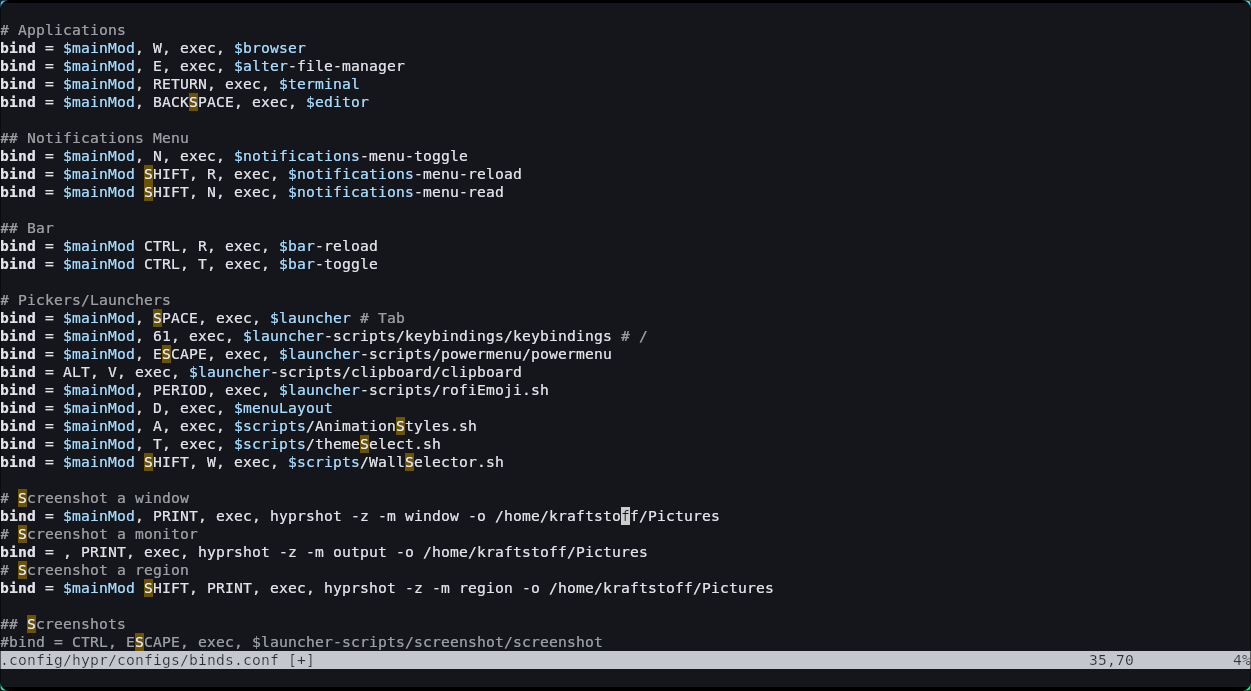 # Applications
bind = $mainMod, W, exec, $browser
bind = $mainMod, E, exec, $alter-file-manager
bind = $mainMod, RETURN, exec, $terminal
bind = $mainMod, BACKSPACE, exec, $editor
## Notifications Menu
bind = $mainMod, N, exec, $notifications-menu-toggle
bind = $mainMod SHIFT, R, exec, $notifications-menu-reload
bind = $mainMod SHIFT, N, exec, $notifications-menu-read
## Bar
bind = $mainMod CTRL, R, exec, $bar-reload
bind = $mainMod CTRL, T, exec, $bar-toggle
# Pickers/Launchers
bind = $mainMod, SPACE, exec, $launcher # Tab
bind = $mainMod, 61, exec, $launcher-scripts/keybindings/keybindings # /
bind = $mainMod, ESCAPE, exec, $launcher-scripts/powermenu/powermenu
bind = ALT, V, exec, $launcher-scripts/clipboard/clipboard
bind = $mainMod, PERIOD, exec, $launcher-scripts/rofiEmoji.sh
bind = $mainMod, D, exec, $menuLayout
bind = $mainMod, A, exec, $scripts/AnimationStyles.sh
bind = $mainMod, T, exec, $scripts/themeSelect.sh
bind = $mainMod SHIFT, W, exec, $scripts/WallSelector.sh
# Screenshot a window
bind = $mainMod, PRINT, exec, hyprshot -z -m window -o /home/kraftstoff/Pictures
# Screenshot a monitor
bind = , PRINT, exec, hyprshot -z -m output -o /home/kraftstoff/Pictures
# Screenshot a region
bind = $mainMod SHIFT, PRINT, exec, hyprshot -z -m region -o /home/kraftstoff/Pictures
## Screenshots
#bind = CTRL, ESCAPE, exec, $launcher-scripts/screenshot/screenshot
.config/hypr/configs/binds.conf [+] 35,70 4%